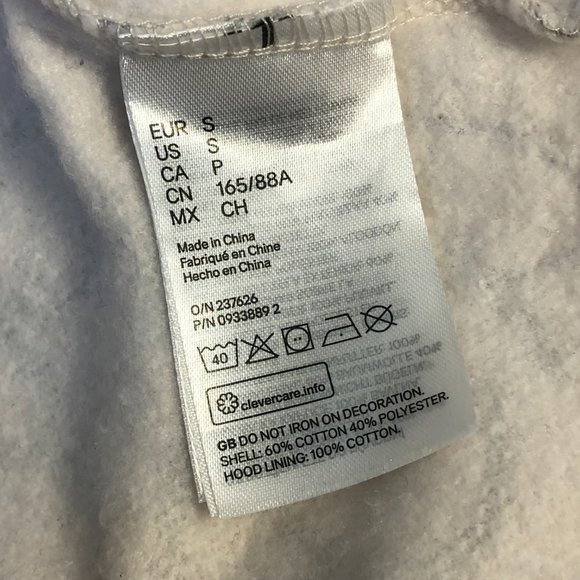 EUR S
US S
CA P
CN 165/88A
MX CH
Made in China
Fabriqué en Chine
Hecho en China
O/N 237626
P/N 0933889 2
40
clevercare.info
GB DO NOT IRON ON DECORATION.
SHELL: 60% COTTON 40% POLYESTER.
HOOD LINING: 100% COTTON.